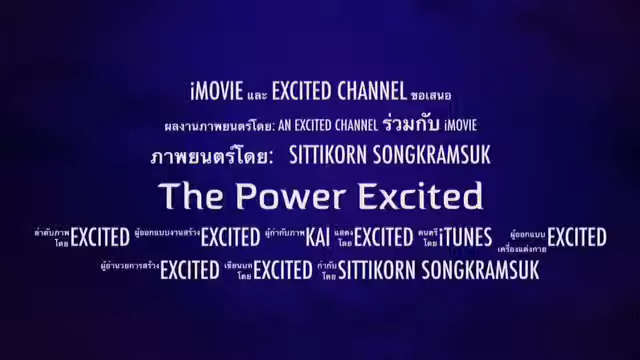 iMOVIE และ EXCITED CHANNEL ขอเสนอ
ผลงานภาพยนตร์โดย: AN EXCITED CHANNEL ร่วมกับ iMOVIE
ภาพยนตร์โดย: SITTIKORN SONGKRAMSUK
The Power Excited
ลำดับภาพโดย EXCITED ผู้ออกแบบงานสร้าง EXCITED ผู้กำกับภาพ KAI แสดงโดย EXCITED ดนตรีโดย iTUNES ผู้ออกแบบเครื่องแต่งกาย EXCITED
ผู้อำนวยการสร้าง EXCITED เขียนบทโดย EXCITED กำกับโดย SITTIKORN SONGKRAMSUK